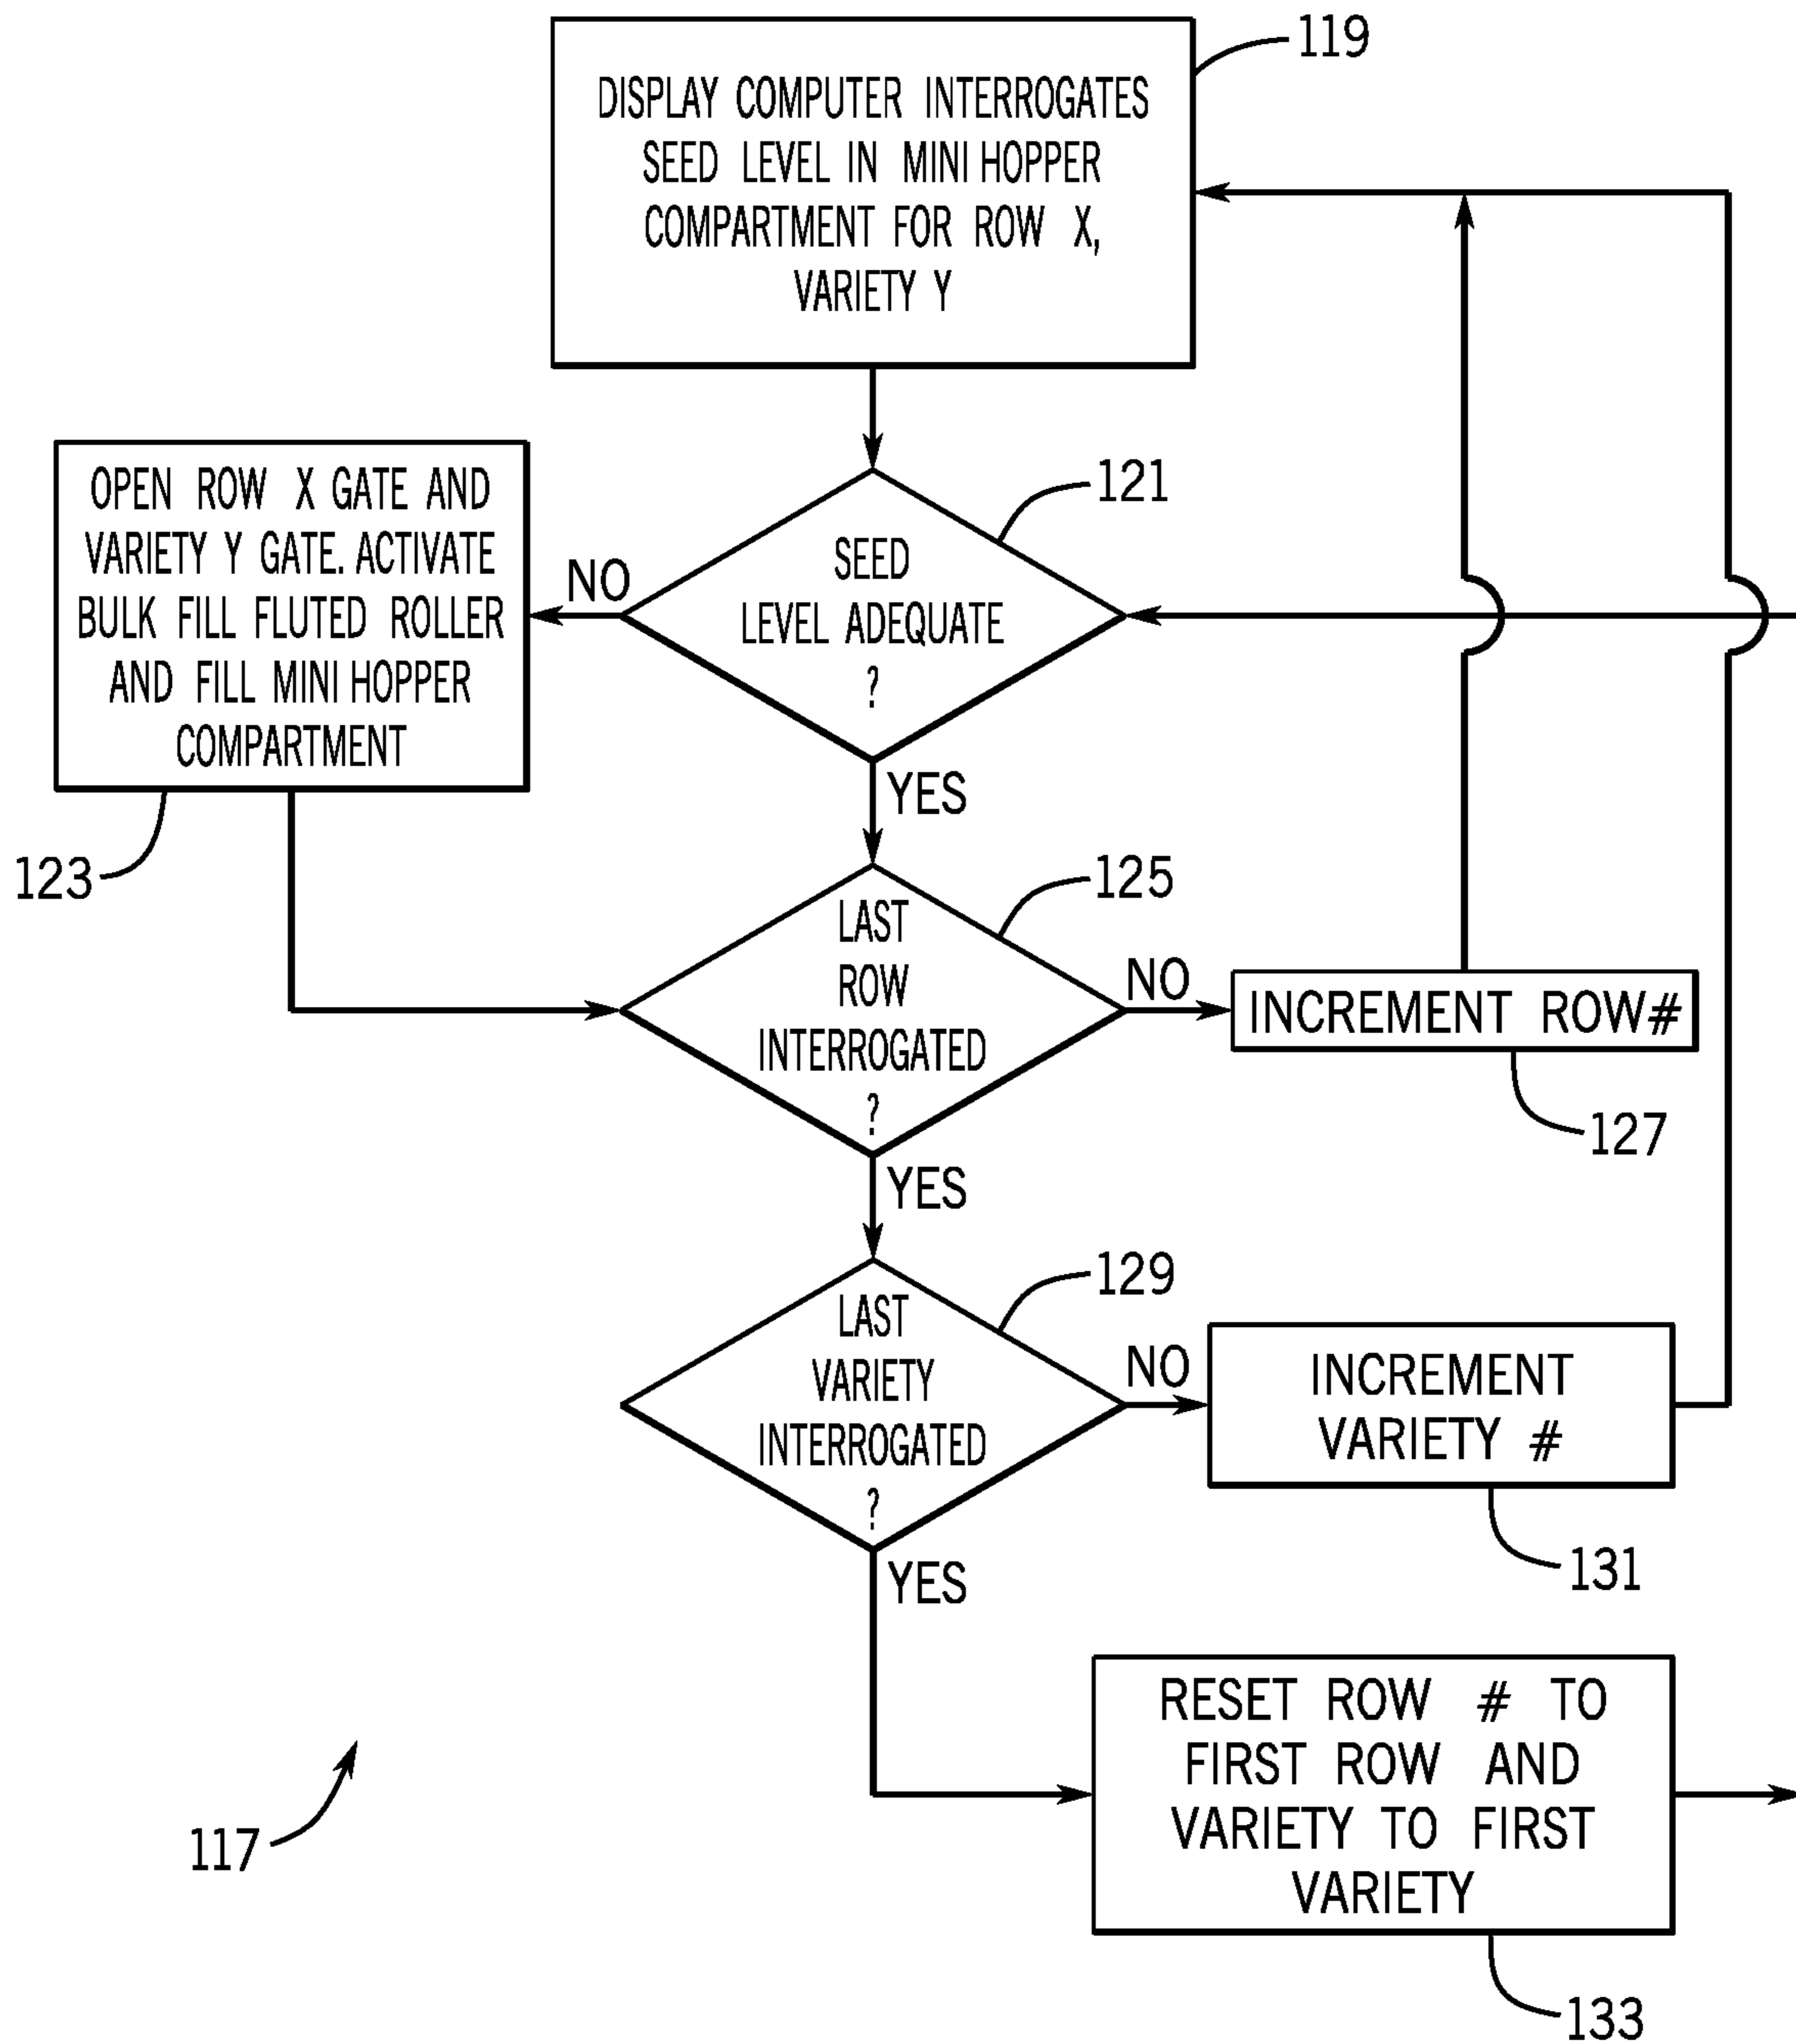 119
DISPLAY COMPUTER INTERROGATES
SEED LEVEL IN MINI HOPPER
COMPARTMENT FOR ROW X,
VARIETY Y
121
SEED
LEVEL ADEQUATE
?
NO
OPEN ROW X GATE AND
VARIETY Y GATE. ACTIVATE
BULK FILL FLUTED ROLLER
AND FILL MINI HOPPER
COMPARTMENT
123
YES
125
LAST
ROW
INTERROGATED
?
NO
INCREMENT ROW#
127
YES
129
LAST
VARIETY
INTERROGATED
?
NO
INCREMENT
VARIETY #
131
YES
RESET ROW # TO
FIRST ROW AND
VARIETY TO FIRST
VARIETY
133
117